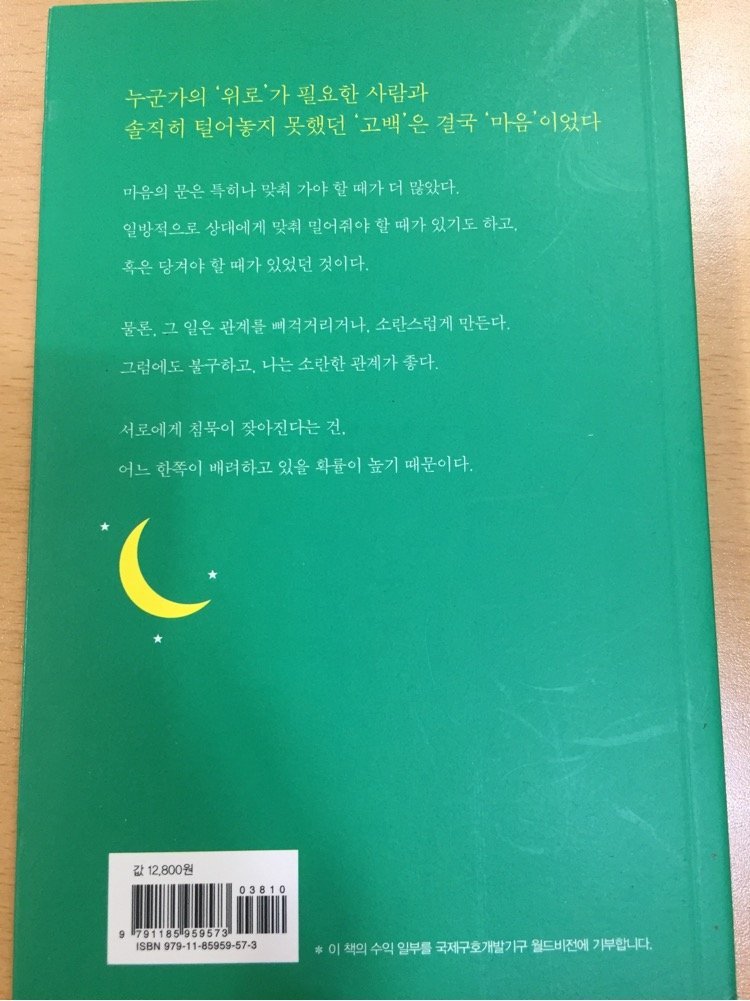 누군가의 ‘위로’가 필요한 사람과
솔직히 털어놓지 못했던 ‘고백’은 결국 ‘마음’이었다
마음의 문은 특히나 맞춰 가야 할 때가 더 많았다.
일방적으로 상대에게 맞춰 밀어줘야 할 때가 있기도 하고,
혹은 당겨야 할 때가 있었던 것이다.
물론, 그 일은 관계를 삐걱거리거나, 소란스럽게 만든다.
그럼에도 불구하고, 나는 소란한 관계가 좋다.
서로에게 침묵이 잦아진다는 건,
어느 한쪽이 배려하고 있을 확률이 높기 때문이다.
값 12,800원
03810
9 791185 959573
ISBN 979-11-85959-57-3
* 이 책의 수익 일부를 국제구호개발기구 월드비전에 기부합니다.